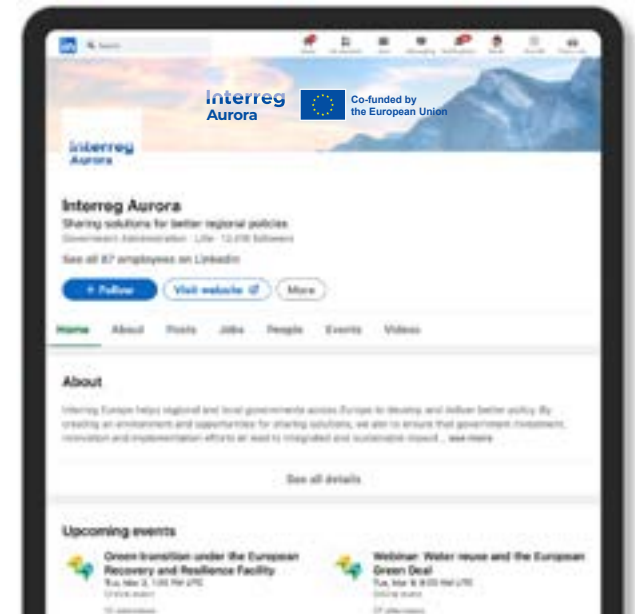 Search
Interreg
Aurora
Co-funded by
the European Union
interreg
Aurora
Interreg Aurora
Sharing solutions for better regional policies
Government Administration · Lille · followers
See all 87 employees on LinkedIn
+ Follow
Visit website
More
Home
About
Posts
Jobs
People
Events
Videos
About
Interreg Europe helps regional and local governments across Europe to develop and deliver better policy. By
creating an environment and opportunities for sharing solutions, we aim to ensure that government investment,
innovation and implementation efforts all lead to integrated and sustainable impact ... see more
See all details
Upcoming events
Green transition under the European
Recovery and Resilience Facility
Online event
Webinar: Water reuse and the European
Green Deal
Online event